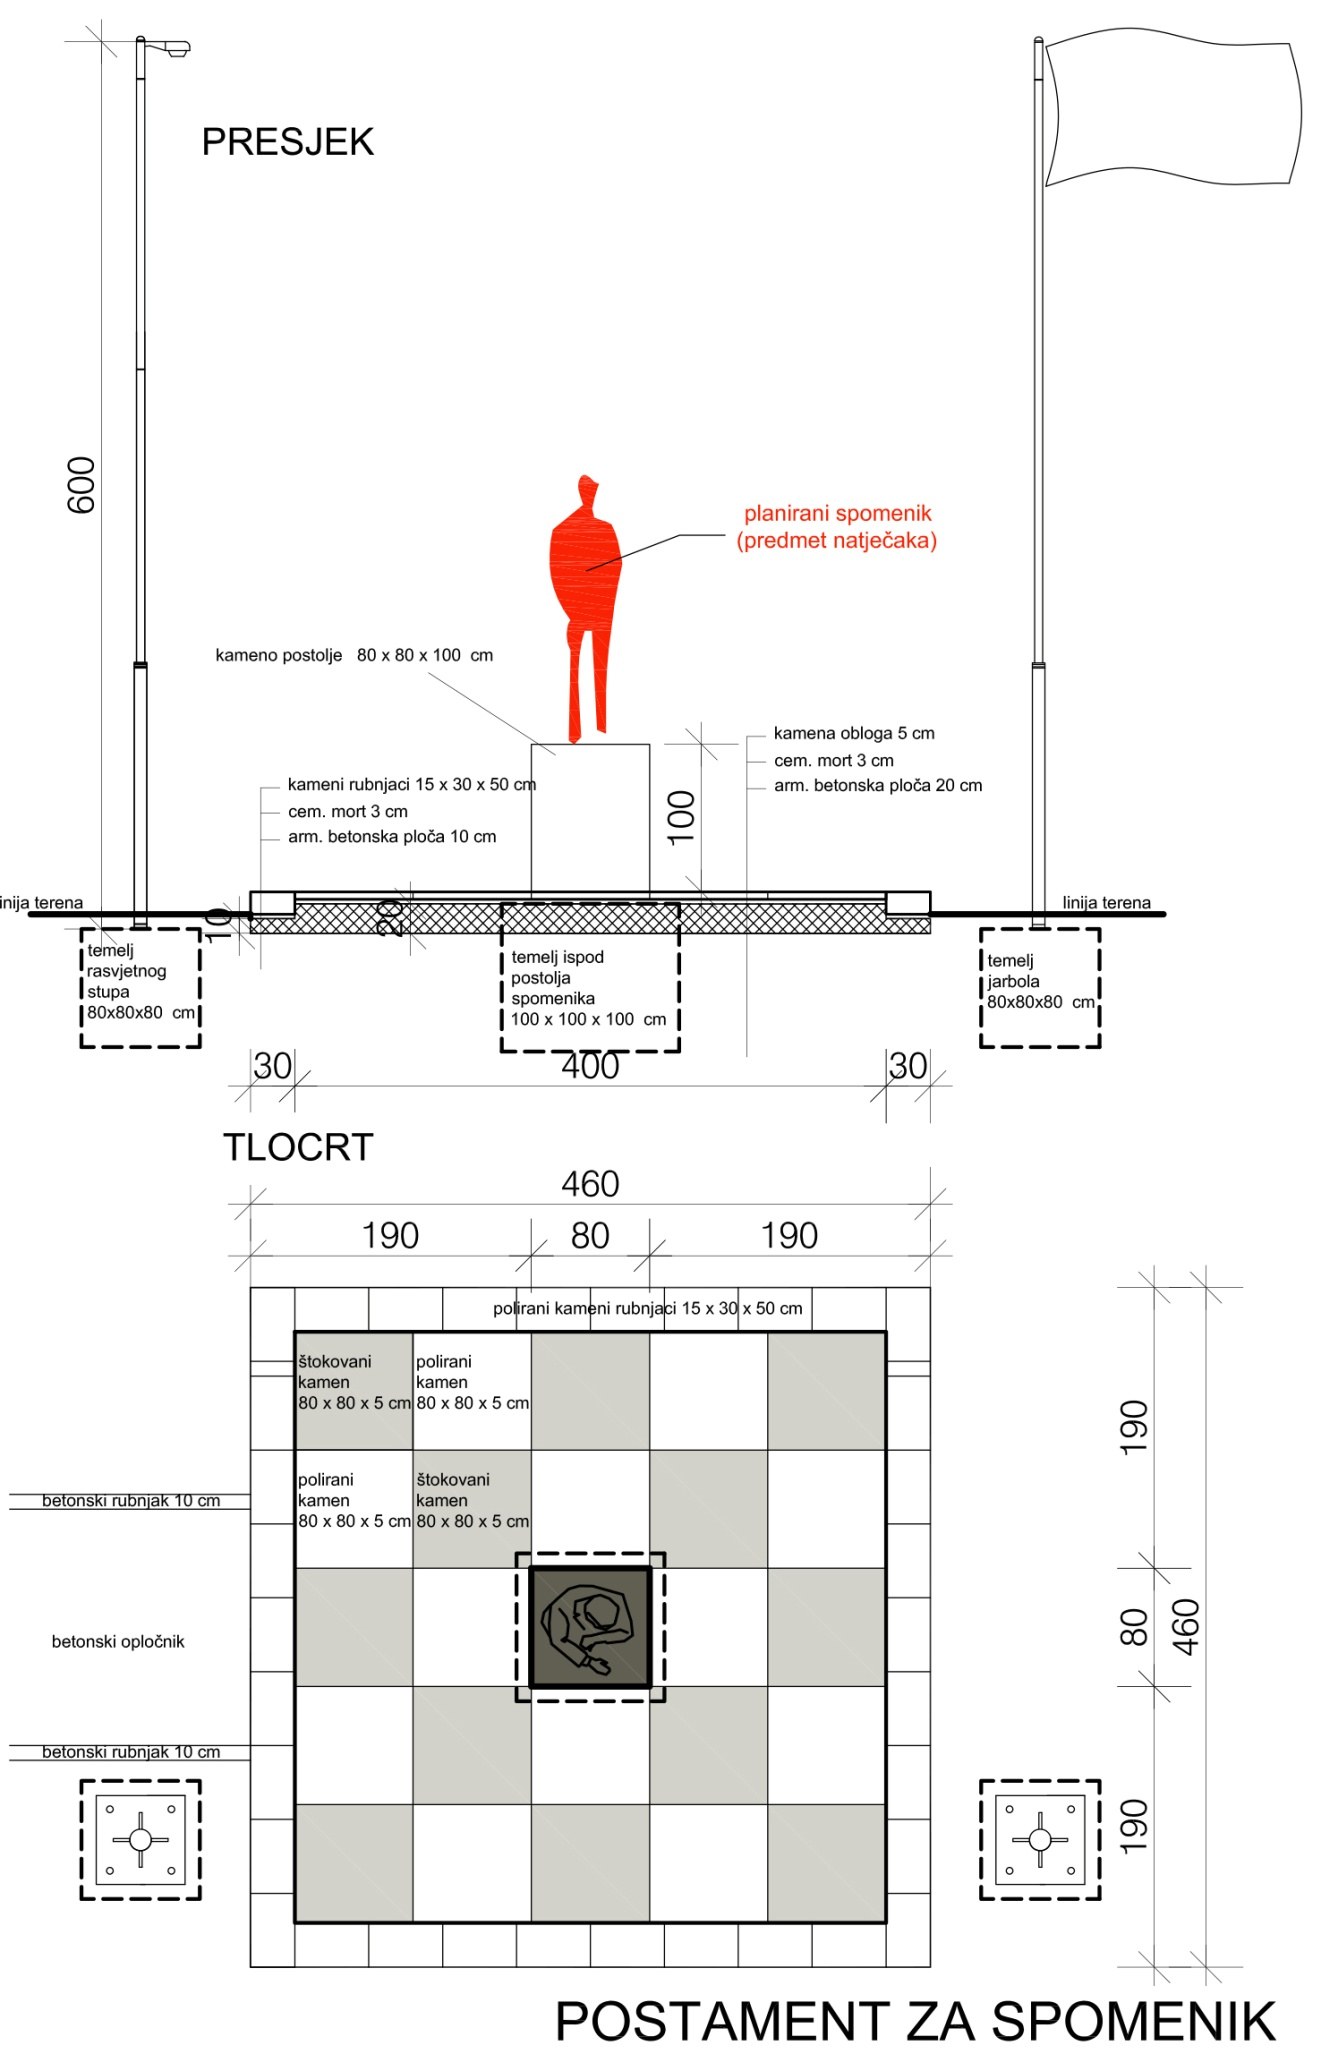 PRESJEK
600
planirani spomenik
(predmet natječaka)
kameno postolje 80 x 80 x 100 cm
kamena obloga 5 cm
cem. mort 3 cm
arm. betonska ploča 20 cm
kameni rubnjaci 15 x 30 x 50 cm
cem. mort 3 cm
arm. betonska ploča 10 cm
100
linija terena
inija terena
10
20
temelj
rasvjetnog
stupa
80x80x80 cm
temelj ispod
postolja
spomenika
100 x 100 x 100 cm
temelj
jarbola
80x80x80 cm
30
400
30
TLOCRT
460
190
80
190
polirani kameni rubnjaci 15 x 30 x 50 cm
štokovani
kamen
80 x 80 x 5 cm
polirani
kamen
80 x 80 x 5 cm
polirani
kamen
80 x 80 x 5 cm
štokovani
kamen
80 x 80 x 5 cm
betonski rubnjak 10 cm
betonski opločnik
betonski rubnjak 10 cm
190
80
460
190
POSTAMENT ZA SPOMENIK